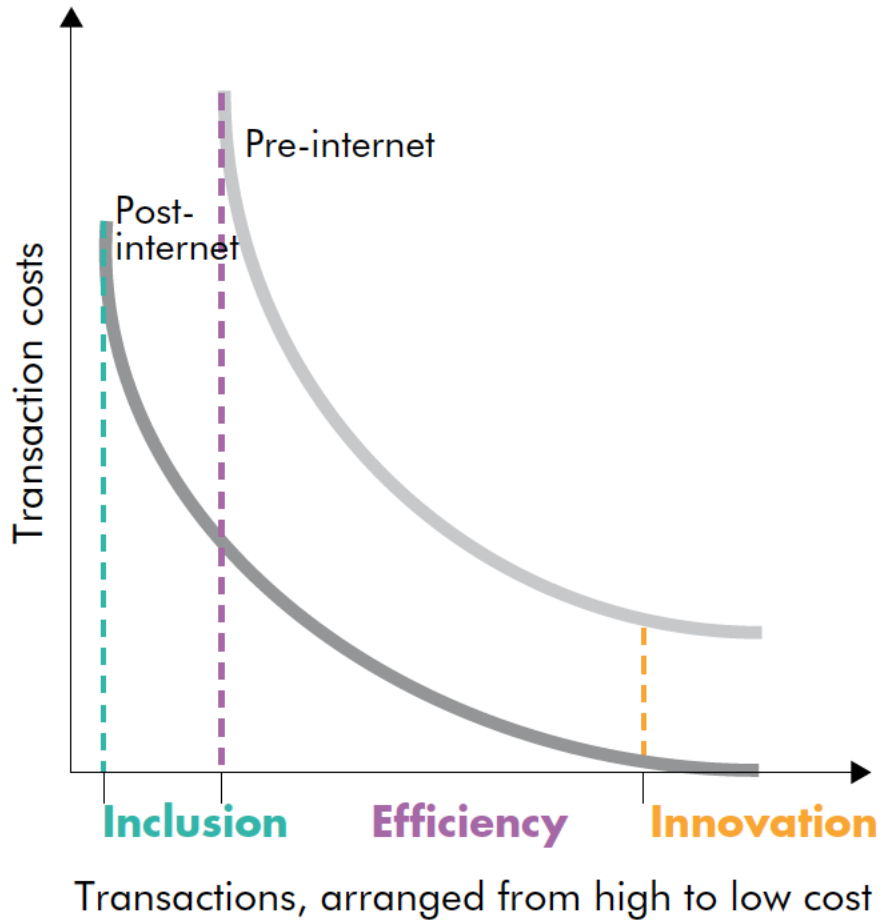 Pre-internet
Post-
internet
Transaction costs
Inclusion
Efficiency
Innovation
Transactions, arranged from high to low cost